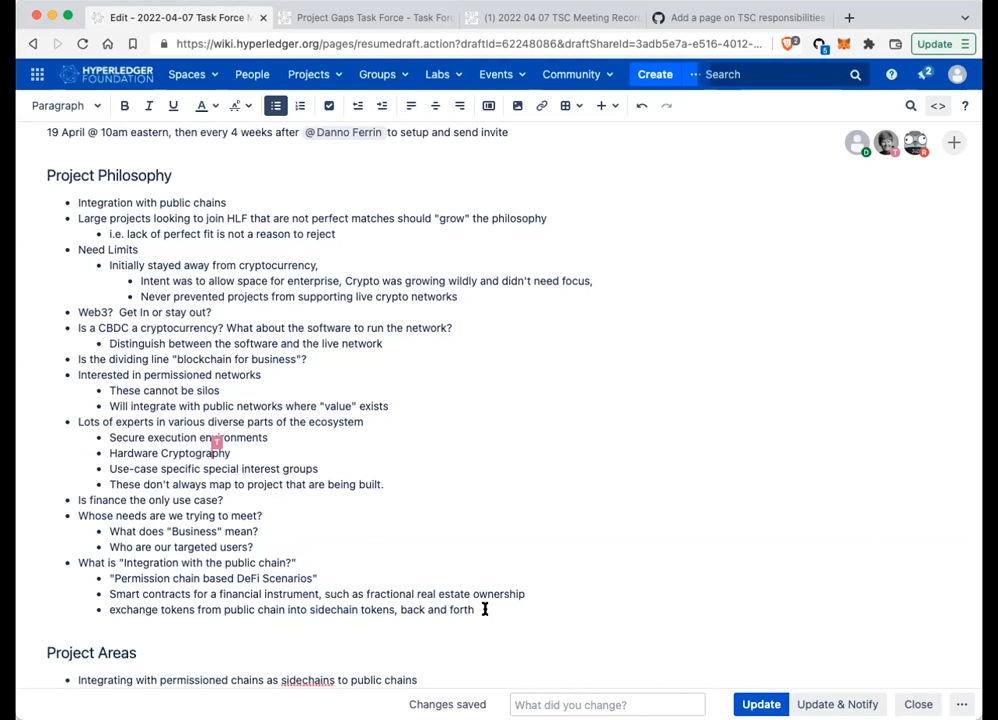 Edit - 2022-04-07 Task Force M
Project Gaps Task Force - Task Forc
(1) 2022 04 07 TSC Meeting Recor
Add a page on TSC responsibilities
https://wiki.hyperledger.org/pages/resumedraft.action?draftId=62248086&draftShareId=3adb5e7a-e516-4012-...
2
5
Update
HYPERLEDGER
FOUNDATION
Spaces
People
Projects
Groups
Labs
Events
Community
Create
Search
2
Paragraph
B
I
U
A
<>
?
19 April @ 10am eastern, then every 4 weeks after @Danno Ferrin to setup and send invite
D
T
R
Project Philosophy
Integration with public chains
Large projects looking to join HLF that are not perfect matches should "grow" the philosophy
i.e. lack of perfect fit is not a reason to reject
Need Limits
Initially stayed away from cryptocurrency,
Intent was to allow space for enterprise, Crypto was growing wildly and didn't need focus,
Never prevented projects from supporting live crypto networks
Web3? Get In or stay out?
Is a CBDC a cryptocurrency? What about the software to run the network?
Distinguish between the software and the live network
Is the dividing line "blockchain for business"?
Interested in permissioned networks
These cannot be silos
Will integrate with public networks where "value" exists
Lots of experts in various diverse parts of the ecosystem
Secure execution environments
T
Hardware Cryptography
Use-case specific special interest groups
These don't always map to project that are being built.
Is finance the only use case?
Whose needs are we trying to meet?
What does "Business" mean?
Who are our targeted users?
What is "Integration with the public chain?"
"Permission chain based DeFi Scenarios"
Smart contracts for a financial instrument, such as fractional real estate ownership
exchange tokens from public chain into sidechain tokens, back and forth
Project Areas
Integrating with permissioned chains as sidechains to public chains
Changes saved
What did you change?
Update
Update & Notify
Close